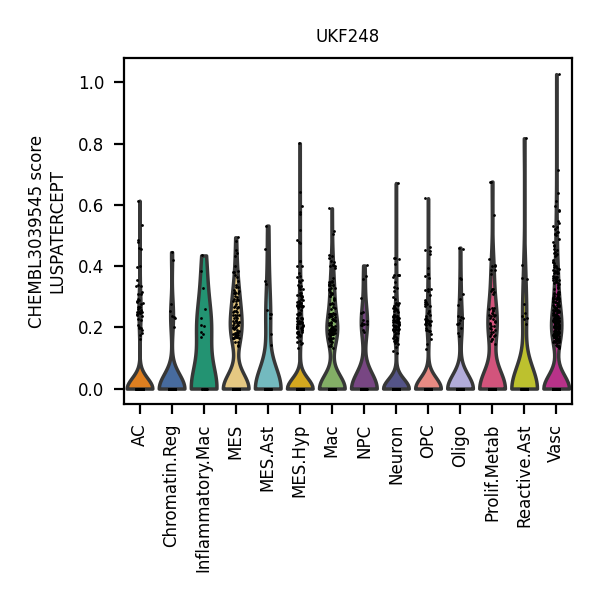 UKF248
CHEMBL3039545 score
LUSPATERCEPT
1.0
0.8
0.6
0.4
0.2
0.0
AC
Chromatin.Reg
Inflammatory.Mac
MES
MES.Ast
MES.Hyp
Mac
NPC
Neuron
OPC
Oligo
Prolif.Metab
Reactive.Ast
Vasc